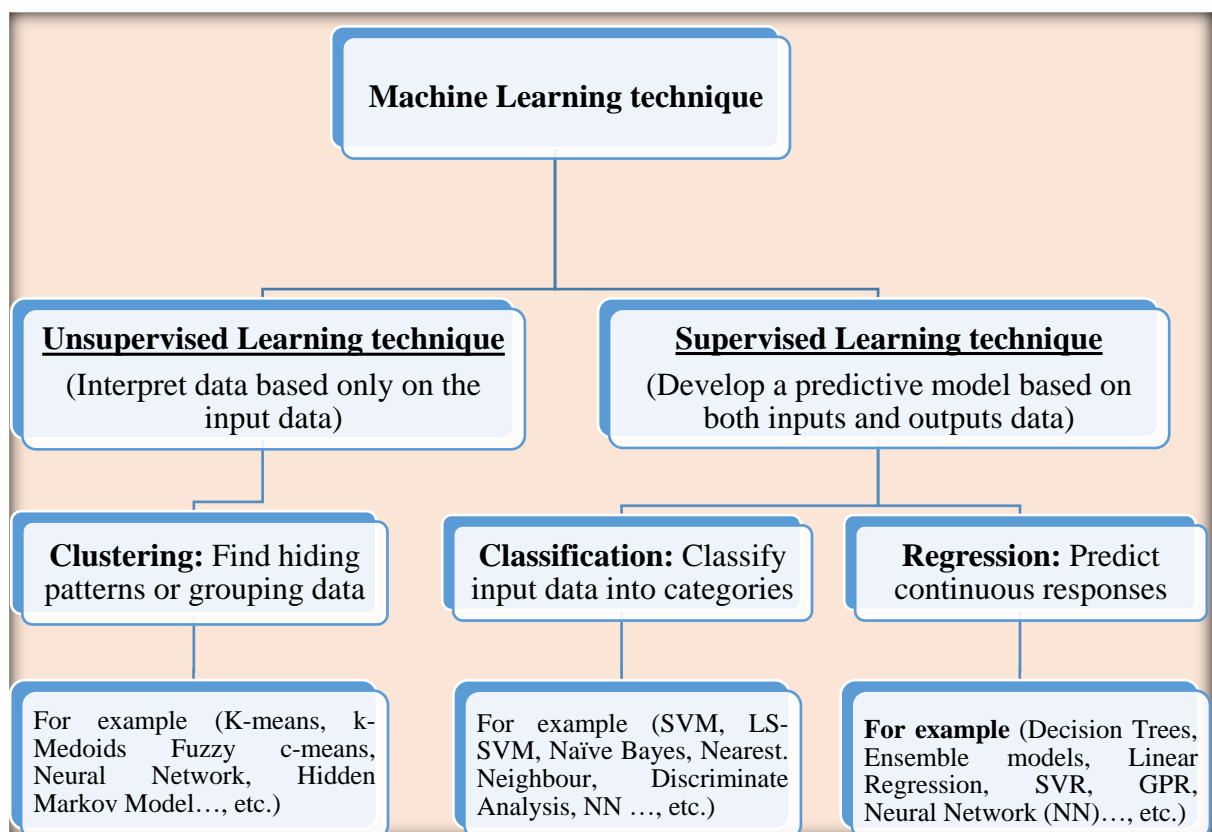 Machine Learning technique
Unsupervised Learning technique
(Interpret data based only on the
input data)
Supervised Learning technique
(Develop a predictive model based on
both inputs and outputs data)
Clustering: Find hiding
patterns or grouping data
Classification: Classify
input data into categories
Regression: Predict
continuous responses
For example (K-means, k-
Medoids Fuzzy c-means,
Neural Network, Hidden
Markov Model…, etc.)
For example (SVM, LS-
SVM, Naïve Bayes, Nearest.
Neighbour, Discriminate
Analysis, NN …, etc.)
For example (Decision Trees,
Ensemble models, Linear
Regression, SVR, GPR,
Neural Network (NN)…, etc.)